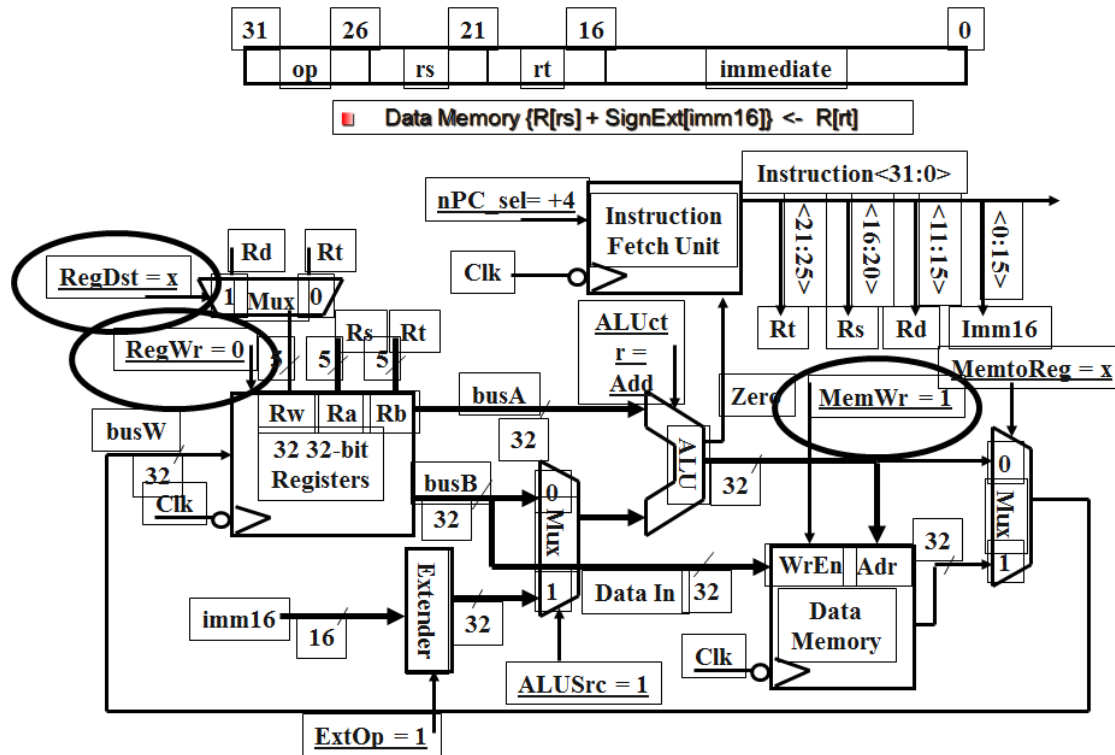 31 26 21 16 0
op rs rt immediate
Data Memory {R[rs] + SignExt[imm16]} <- R[rt]
Instruction<31:0>
nPC_sel= +4
Instruction
Fetch Unit
Clk
<21:25>
<16:20>
<11:15>
<0:15>
Rt Rs Rd Imm16
Rd Rt
RegDst = x
1 Mux 0
RegWr = 0
Rs Rt
5 5 5
ALUct
r =
Add
Zero
MemWr = 1
MemtoReg = x
Rw Ra Rb
busA
32
busW
32
32 32-bit
Registers
Clk
busB
32
0
Mux
1
ALU
32
0
Mux
1
32
WrEn Adr
Data In
32
Data
Memory
Clk
imm16
16
Extender
32
ALUSrc = 1
ExtOp = 1